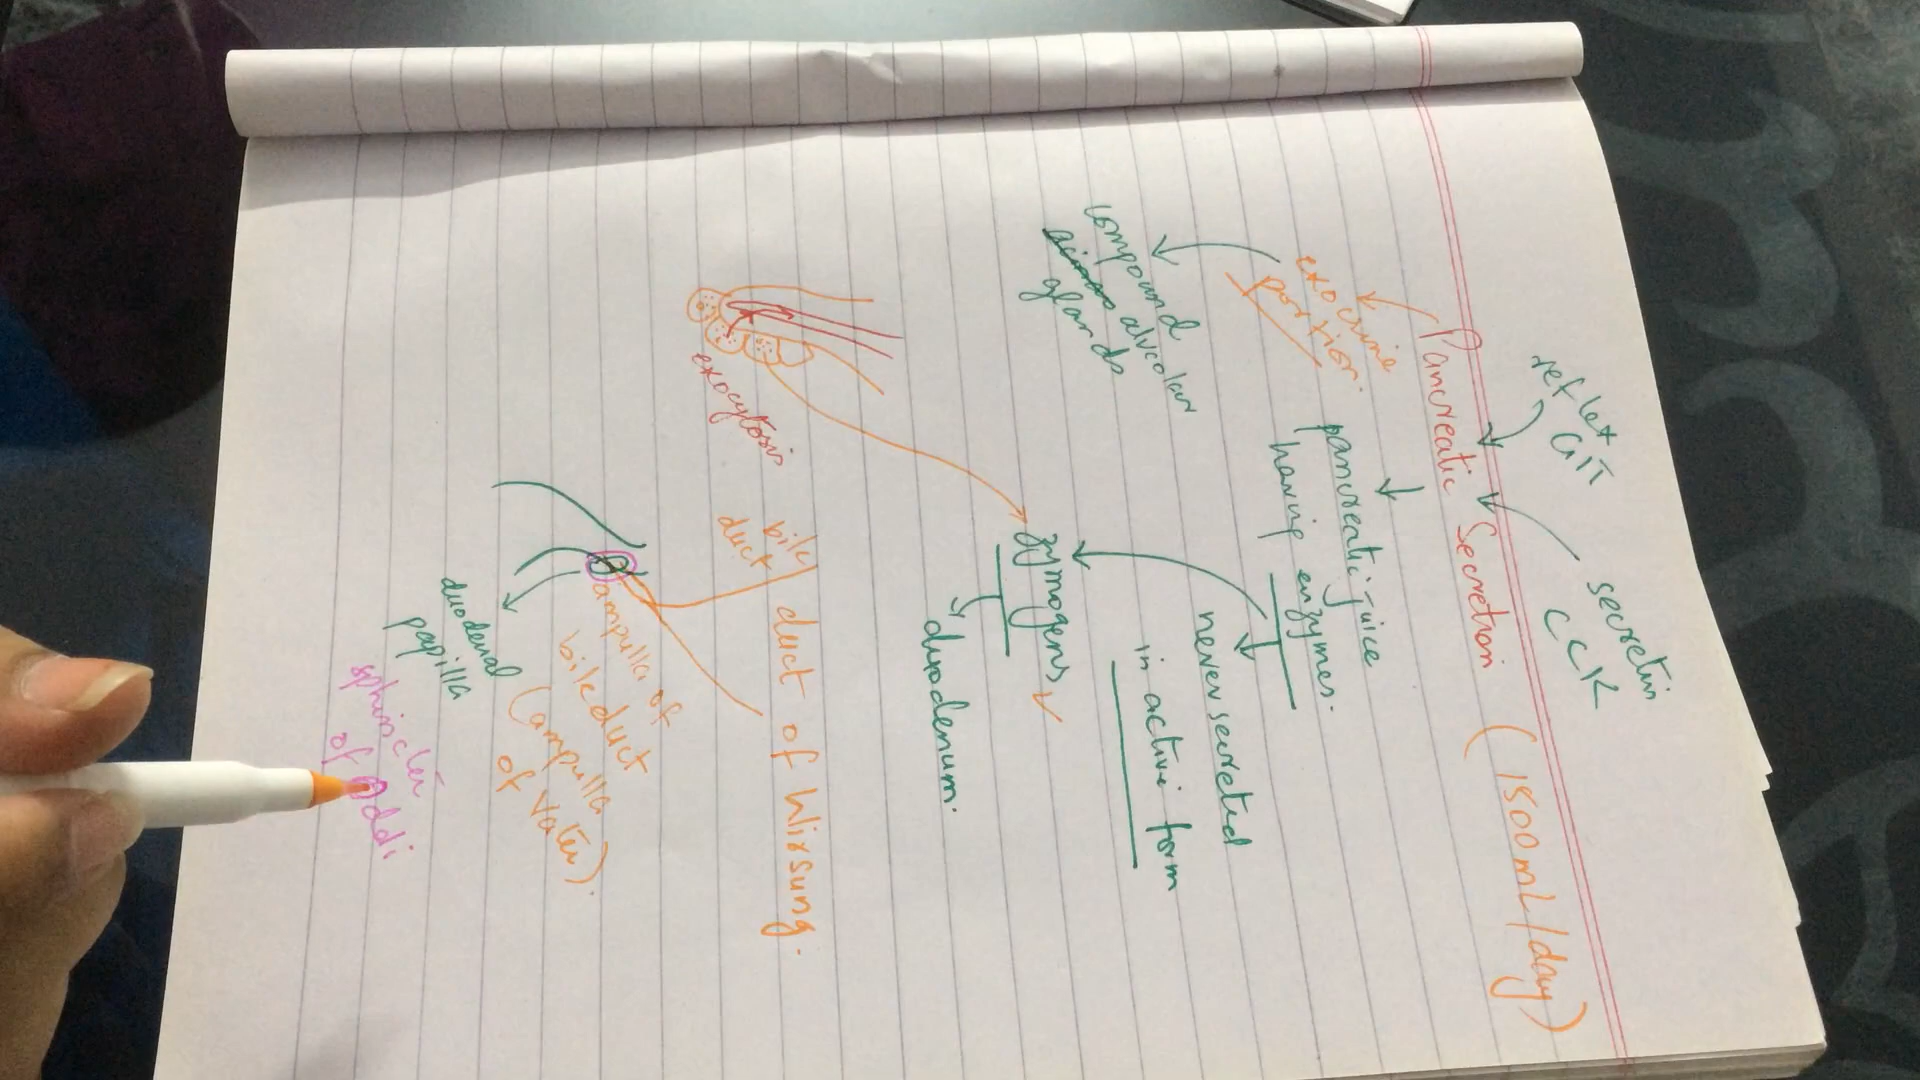 reflex
GIT
secretin
CCK
Pancreatic Secretion (1500mL/day)
exocrine
portion.
pancreatic juice
having enzymes.
compound
alveolar
glands
never secreted
in active form
zymogens
duodenum.
exocytosis
bile
duct
duct of Wirsung.
ampulla of
bile duct
(ampulla
of Vater).
duodenal
papilla
sphincter
of Oddi